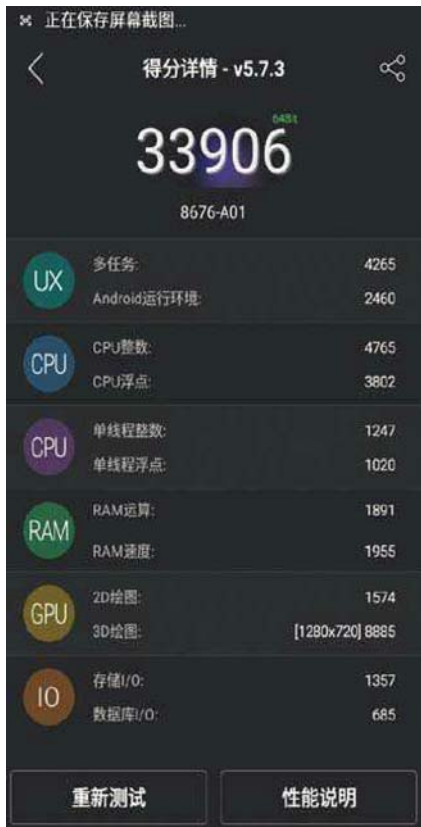 正在保存屏幕截图...
得分详情 - v5.7.3
64Bit
33906
8676-A01
UX
多任务: 4265
Android运行环境: 2460
CPU
CPU整数: 4765
CPU浮点: 3802
CPU
单线程整数: 1247
单线程浮点: 1020
RAM
RAM运算: 1891
RAM速度: 1955
GPU
2D绘图: 1574
3D绘图: [1280x720] 8885
IO
存储I/O: 1357
数据库I/O: 685
重新测试 性能说明